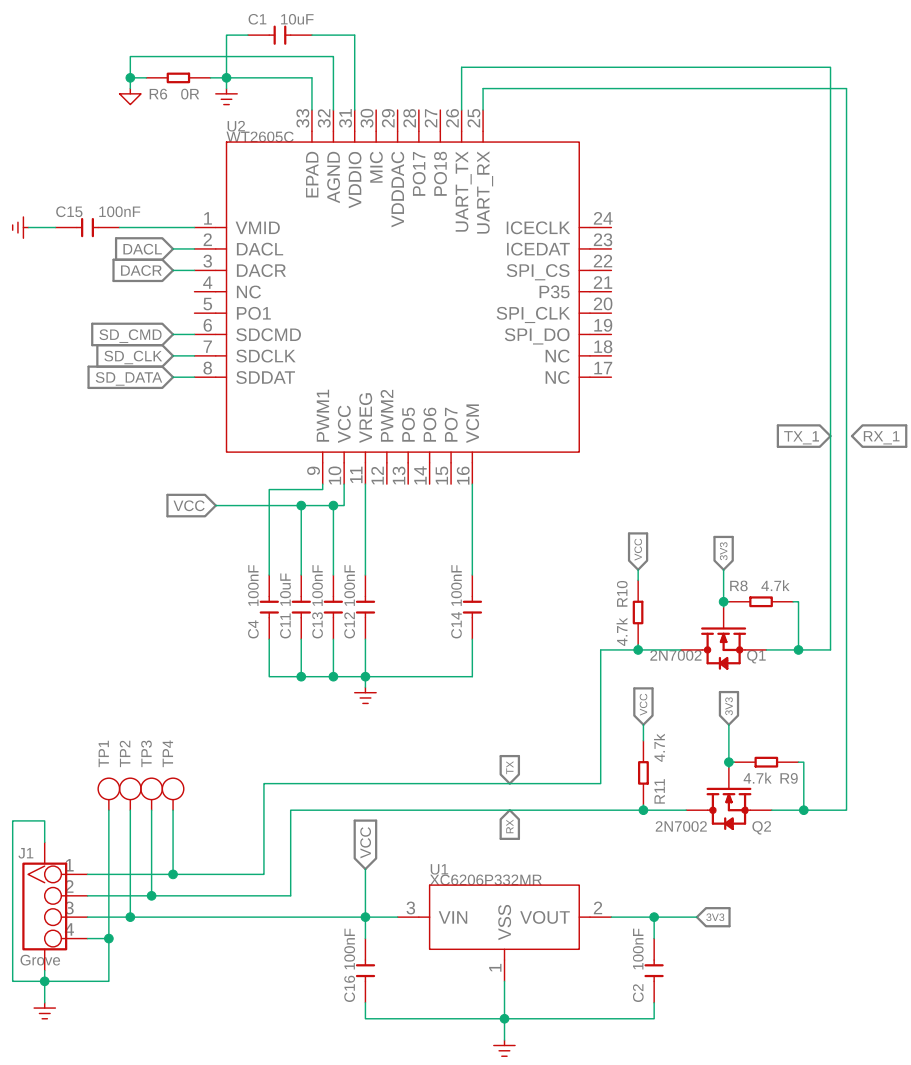 C1 10uF
R6 0R
U2
WT2605C
33 32 31 30 29 28 27 26 25
EPAD AGND VDDIO MIC VDDDAC PO17 PO18 UART_TX UART_RX
C15 100nF
1 VMID
DACL 2 DACL
DACR 3 DACR
4 NC
5 PO1
SD_CMD 6 SDCMD
SD_CLK 7 SDCLK
SD_DATA 8 SDDAT
ICECLK 24
ICEDAT 23
SPI_CS 22
P35 21
SPI_CLK 20
SPI_DO 19
NC 18
NC 17
PWM1 VCC VREG PWM2 PO5 PO6 PO7 VCM
9 10 11 12 13 14 15 16
TX_1 RX_1
VCC
C4 100nF
C11 10uF
C13 100nF
C12 100nF
C14 100nF
VCC 3V3
4.7k R10
R8 4.7k
2N7002 Q1
VCC 3V3
R11 4.7k
4.7k R9
2N7002 Q2
TP1 TP2 TP3 TP4
TX
RX
J1
1
2
3
4
Grove
VCC
U1
XC6206P332MR
3 VIN VSS VOUT 2
1
3V3
C16 100nF
C2 100nF